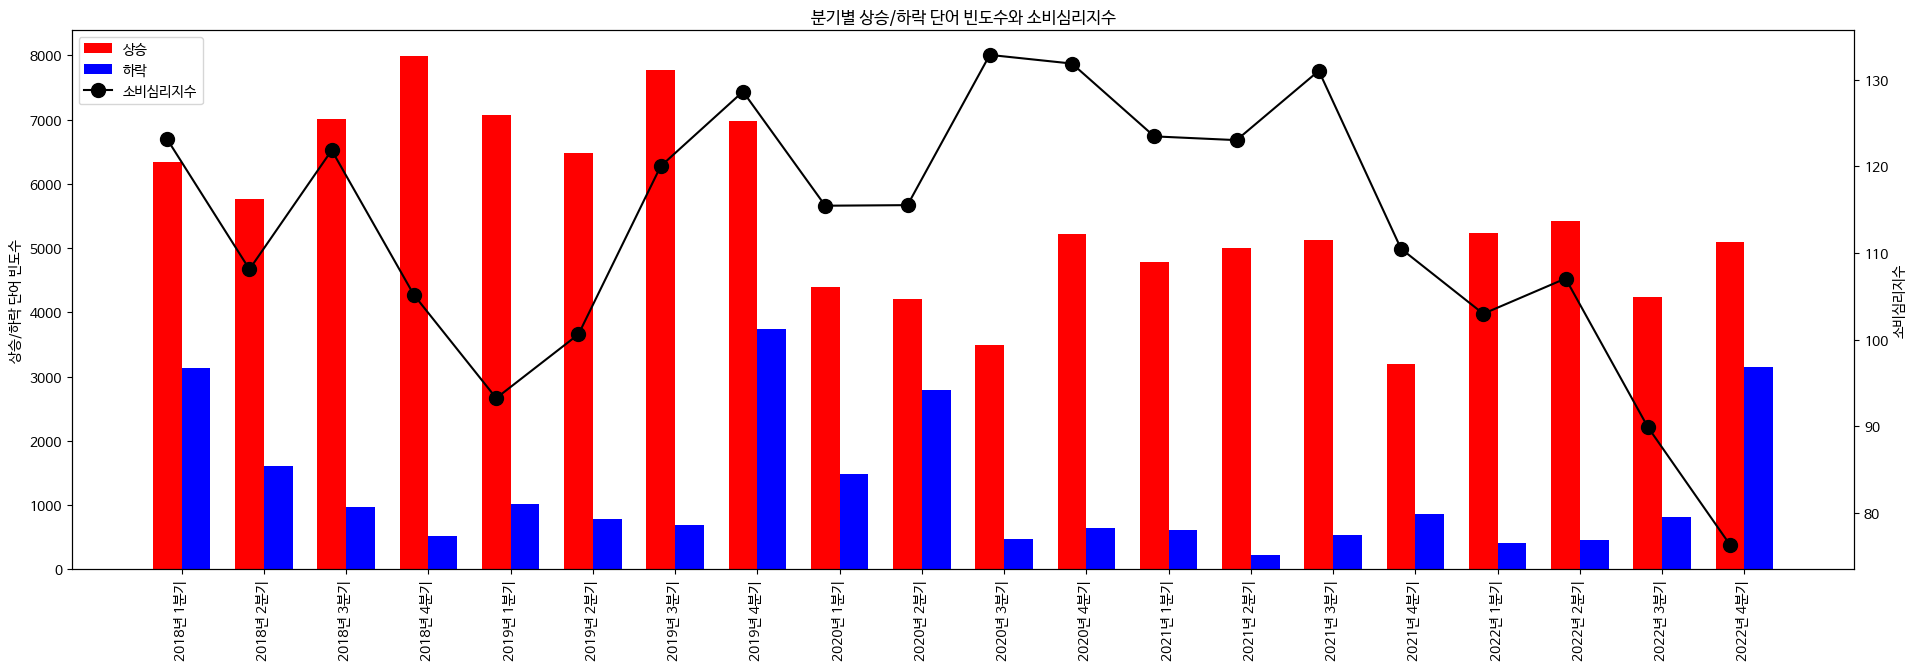 분기별 상승/하락 단어 빈도수와 소비심리지수
상승
하락
소비심리지수
상승/하락 단어 빈도수
8000
7000
6000
5000
4000
3000
2000
1000
0
소비심리지수
130
120
110
100
90
80
2018년 1분기
2018년 2분기
2018년 3분기
2018년 4분기
2019년 1분기
2019년 2분기
2019년 3분기
2019년 4분기
2020년 1분기
2020년 2분기
2020년 3분기
2020년 4분기
2021년 1분기
2021년 2분기
2021년 3분기
2021년 4분기
2022년 1분기
2022년 2분기
2022년 3분기
2022년 4분기